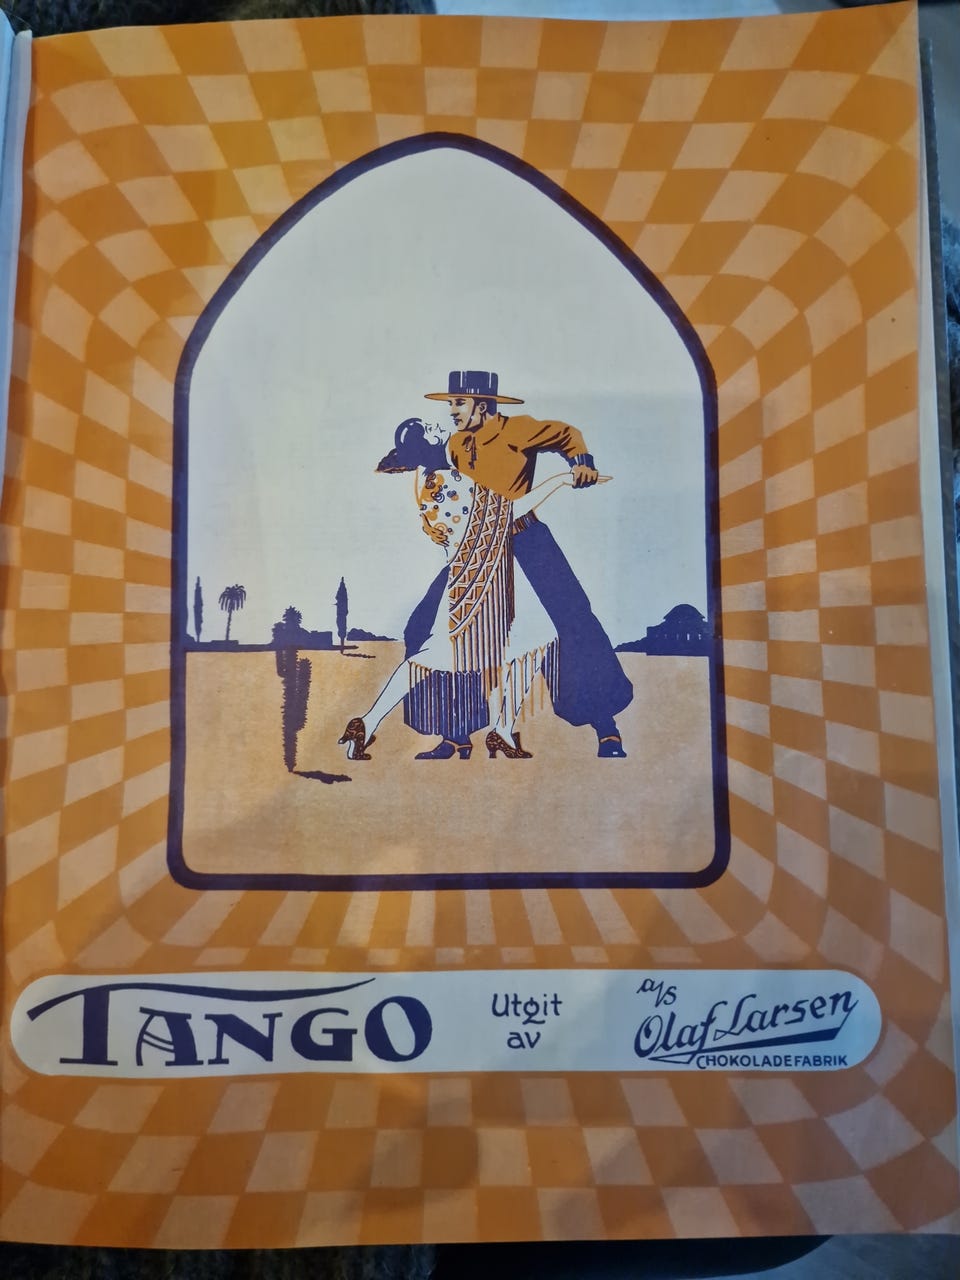 TANGO
Utgit
av
a/s
Olaf Larsen
CHOKOLADEFABRIK